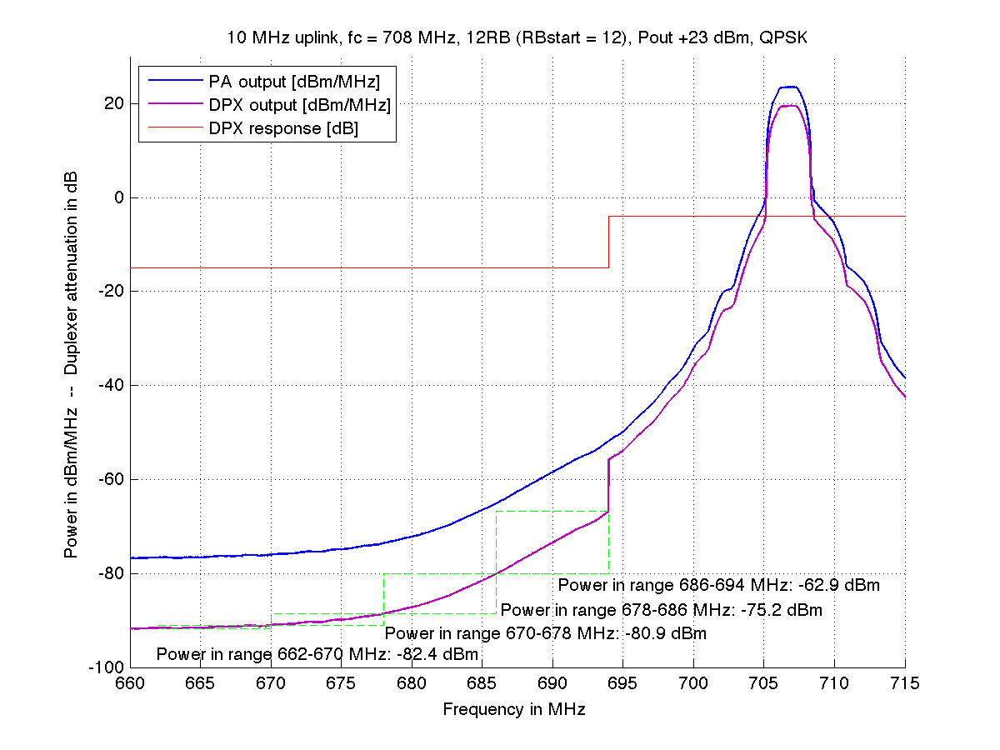 10 MHz uplink, fc = 708 MHz, 12RB (RBstart = 12), Pout +23 dBm, QPSK
PA output [dBm/MHz]
DPX output [dBm/MHz]
DPX response [dB]
Power in dBm/MHz -- Duplexer attenuation in dB
20
0
-20
-40
-60
-80
-100
Power in range 686-694 MHz: -62.9 dBm
Power in range 678-686 MHz: -75.2 dBm
Power in range 670-678 MHz: -80.9 dBm
Power in range 662-670 MHz: -82.4 dBm
660 665 670 675 680 685 690 695 700 705 710 715
Frequency in MHz